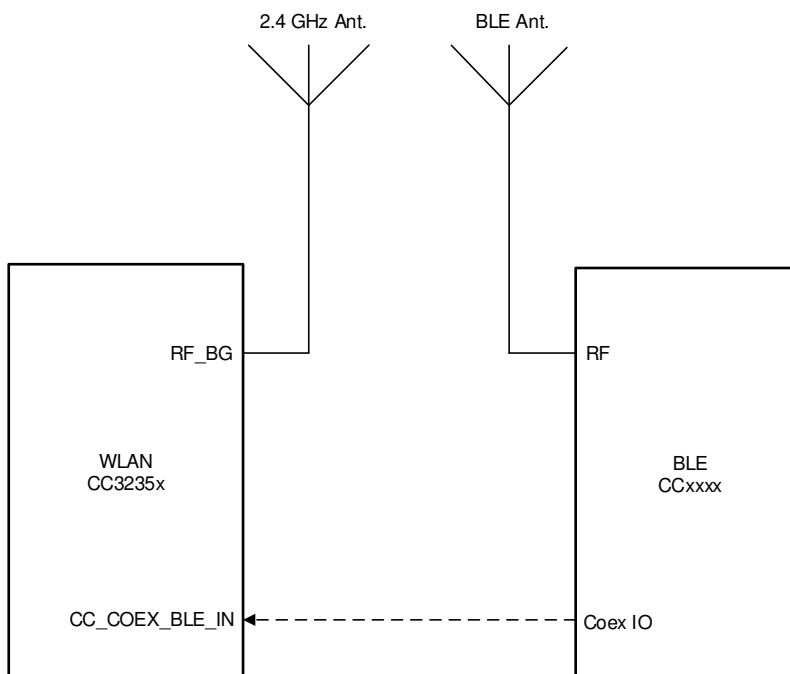 2.4 GHz Ant.
BLE Ant.
RF_BG
RF
WLAN
CC3235x
BLE
CCxxxx
CC_COEX_BLE_IN
Coex IO